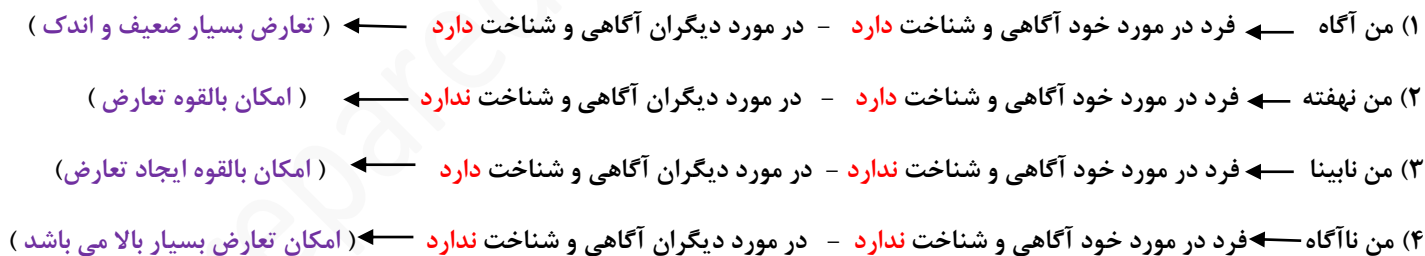 ۱) من آگاه ← فرد در مورد خود آگاهی و شناخت دارد - در مورد دیگران آگاهی و شناخت دارد ← ( تعارض بسیار ضعیف و اندک )
۲) من نهفته ← فرد در مورد خود آگاهی و شناخت دارد - در مورد دیگران آگاهی و شناخت ندارد ← ( امکان بالقوه تعارض )
۳) من نابینا ← فرد در مورد خود آگاهی و شناخت ندارد - در مورد دیگران آگاهی و شناخت دارد ← ( امکان بالقوه ایجاد تعارض)
۴) من ناآگاه ← فرد در مورد خود آگاهی و شناخت ندارد - در مورد دیگران آگاهی و شناخت ندارد ← ( امکان تعارض بسیار بالا می باشد )